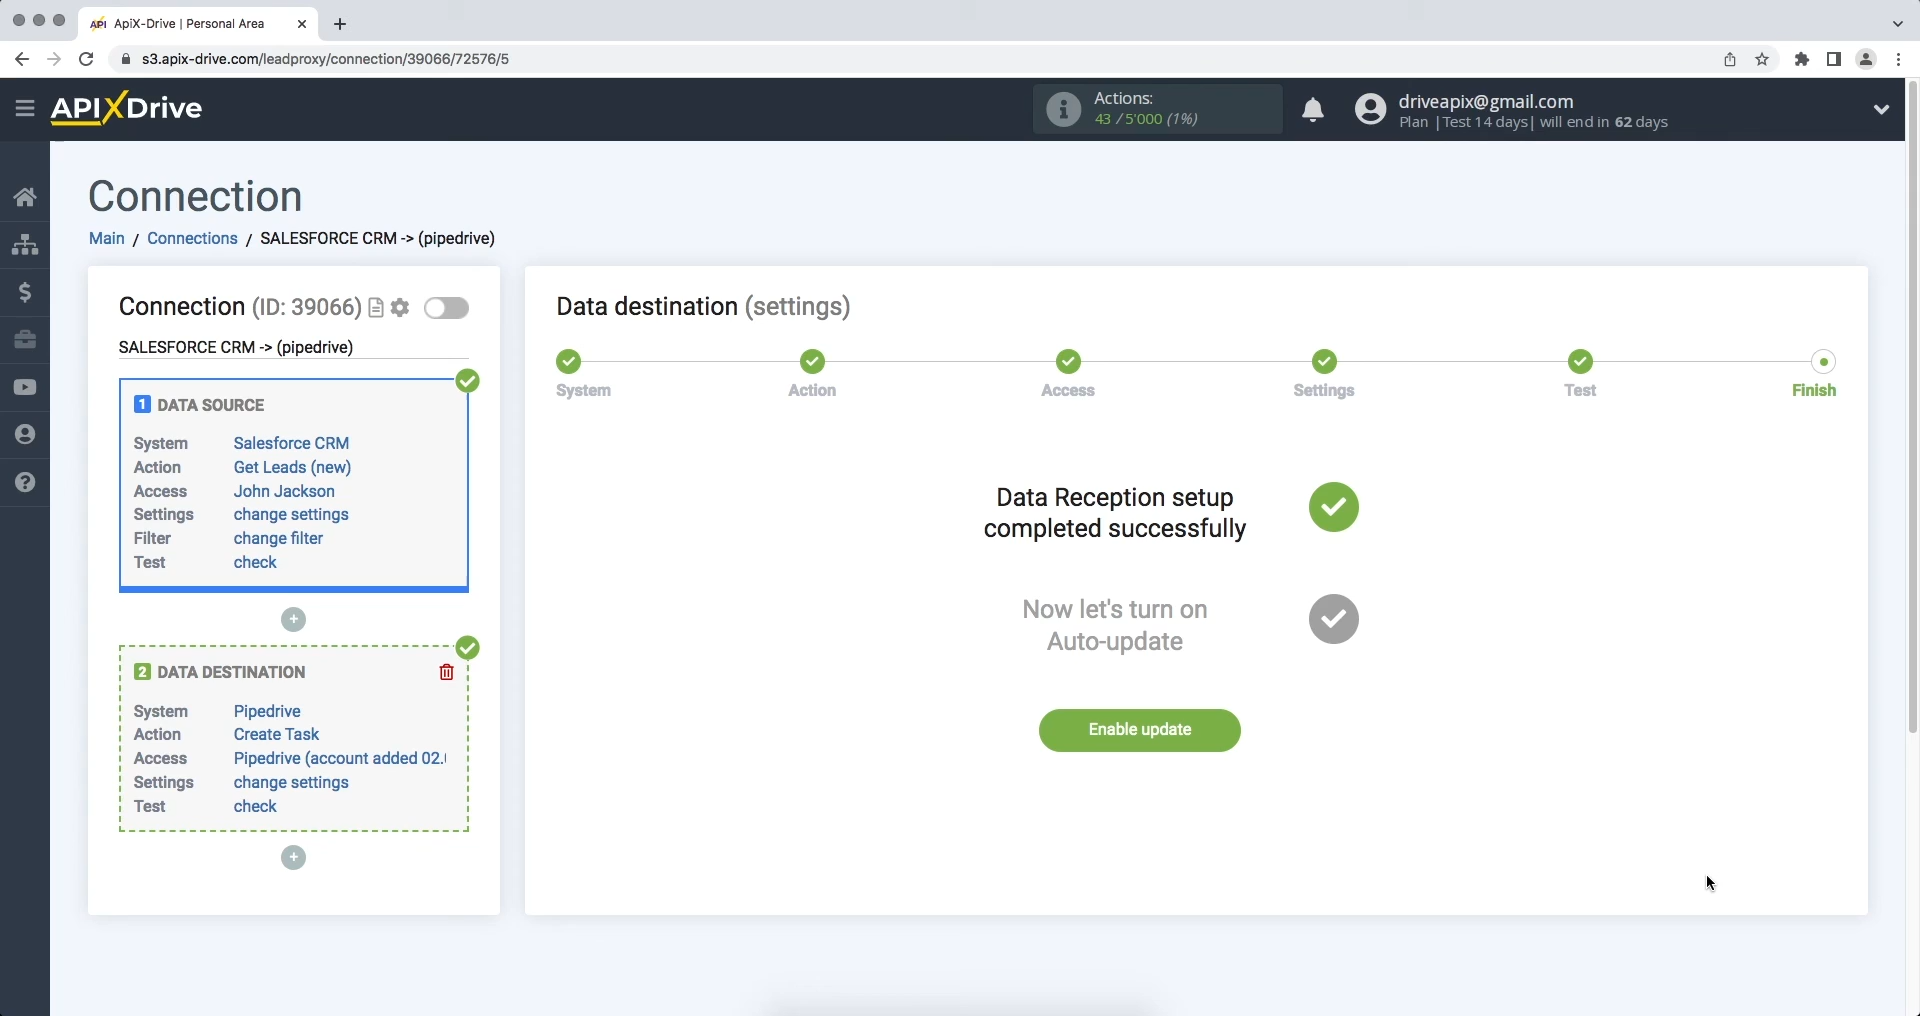 API ApiX-Drive | Personal Area
s3.apix-drive.com/leadproxy/connection/39066/72576/5
APIXDrive
Actions:
43 / 5'000 (1%)
driveapix@gmail.com
Plan |Test 14 days| will end in 62 days
Connection
Main / Connections / SALESFORCE CRM -> (pipedrive)
Connection (ID: 39066)
SALESFORCE CRM -> (pipedrive)
1 DATA SOURCE
System Salesforce CRM
Action Get Leads (new)
Access John Jackson
Settings change settings
Filter change filter
Test check
2 DATA DESTINATION
System Pipedrive
Action Create Task
Access Pipedrive (account added 02.
Settings change settings
Test check
Data destination (settings)
System Action Access Settings Test Finish
Data Reception setup
completed successfully
Now let's turn on
Auto-update
Enable update